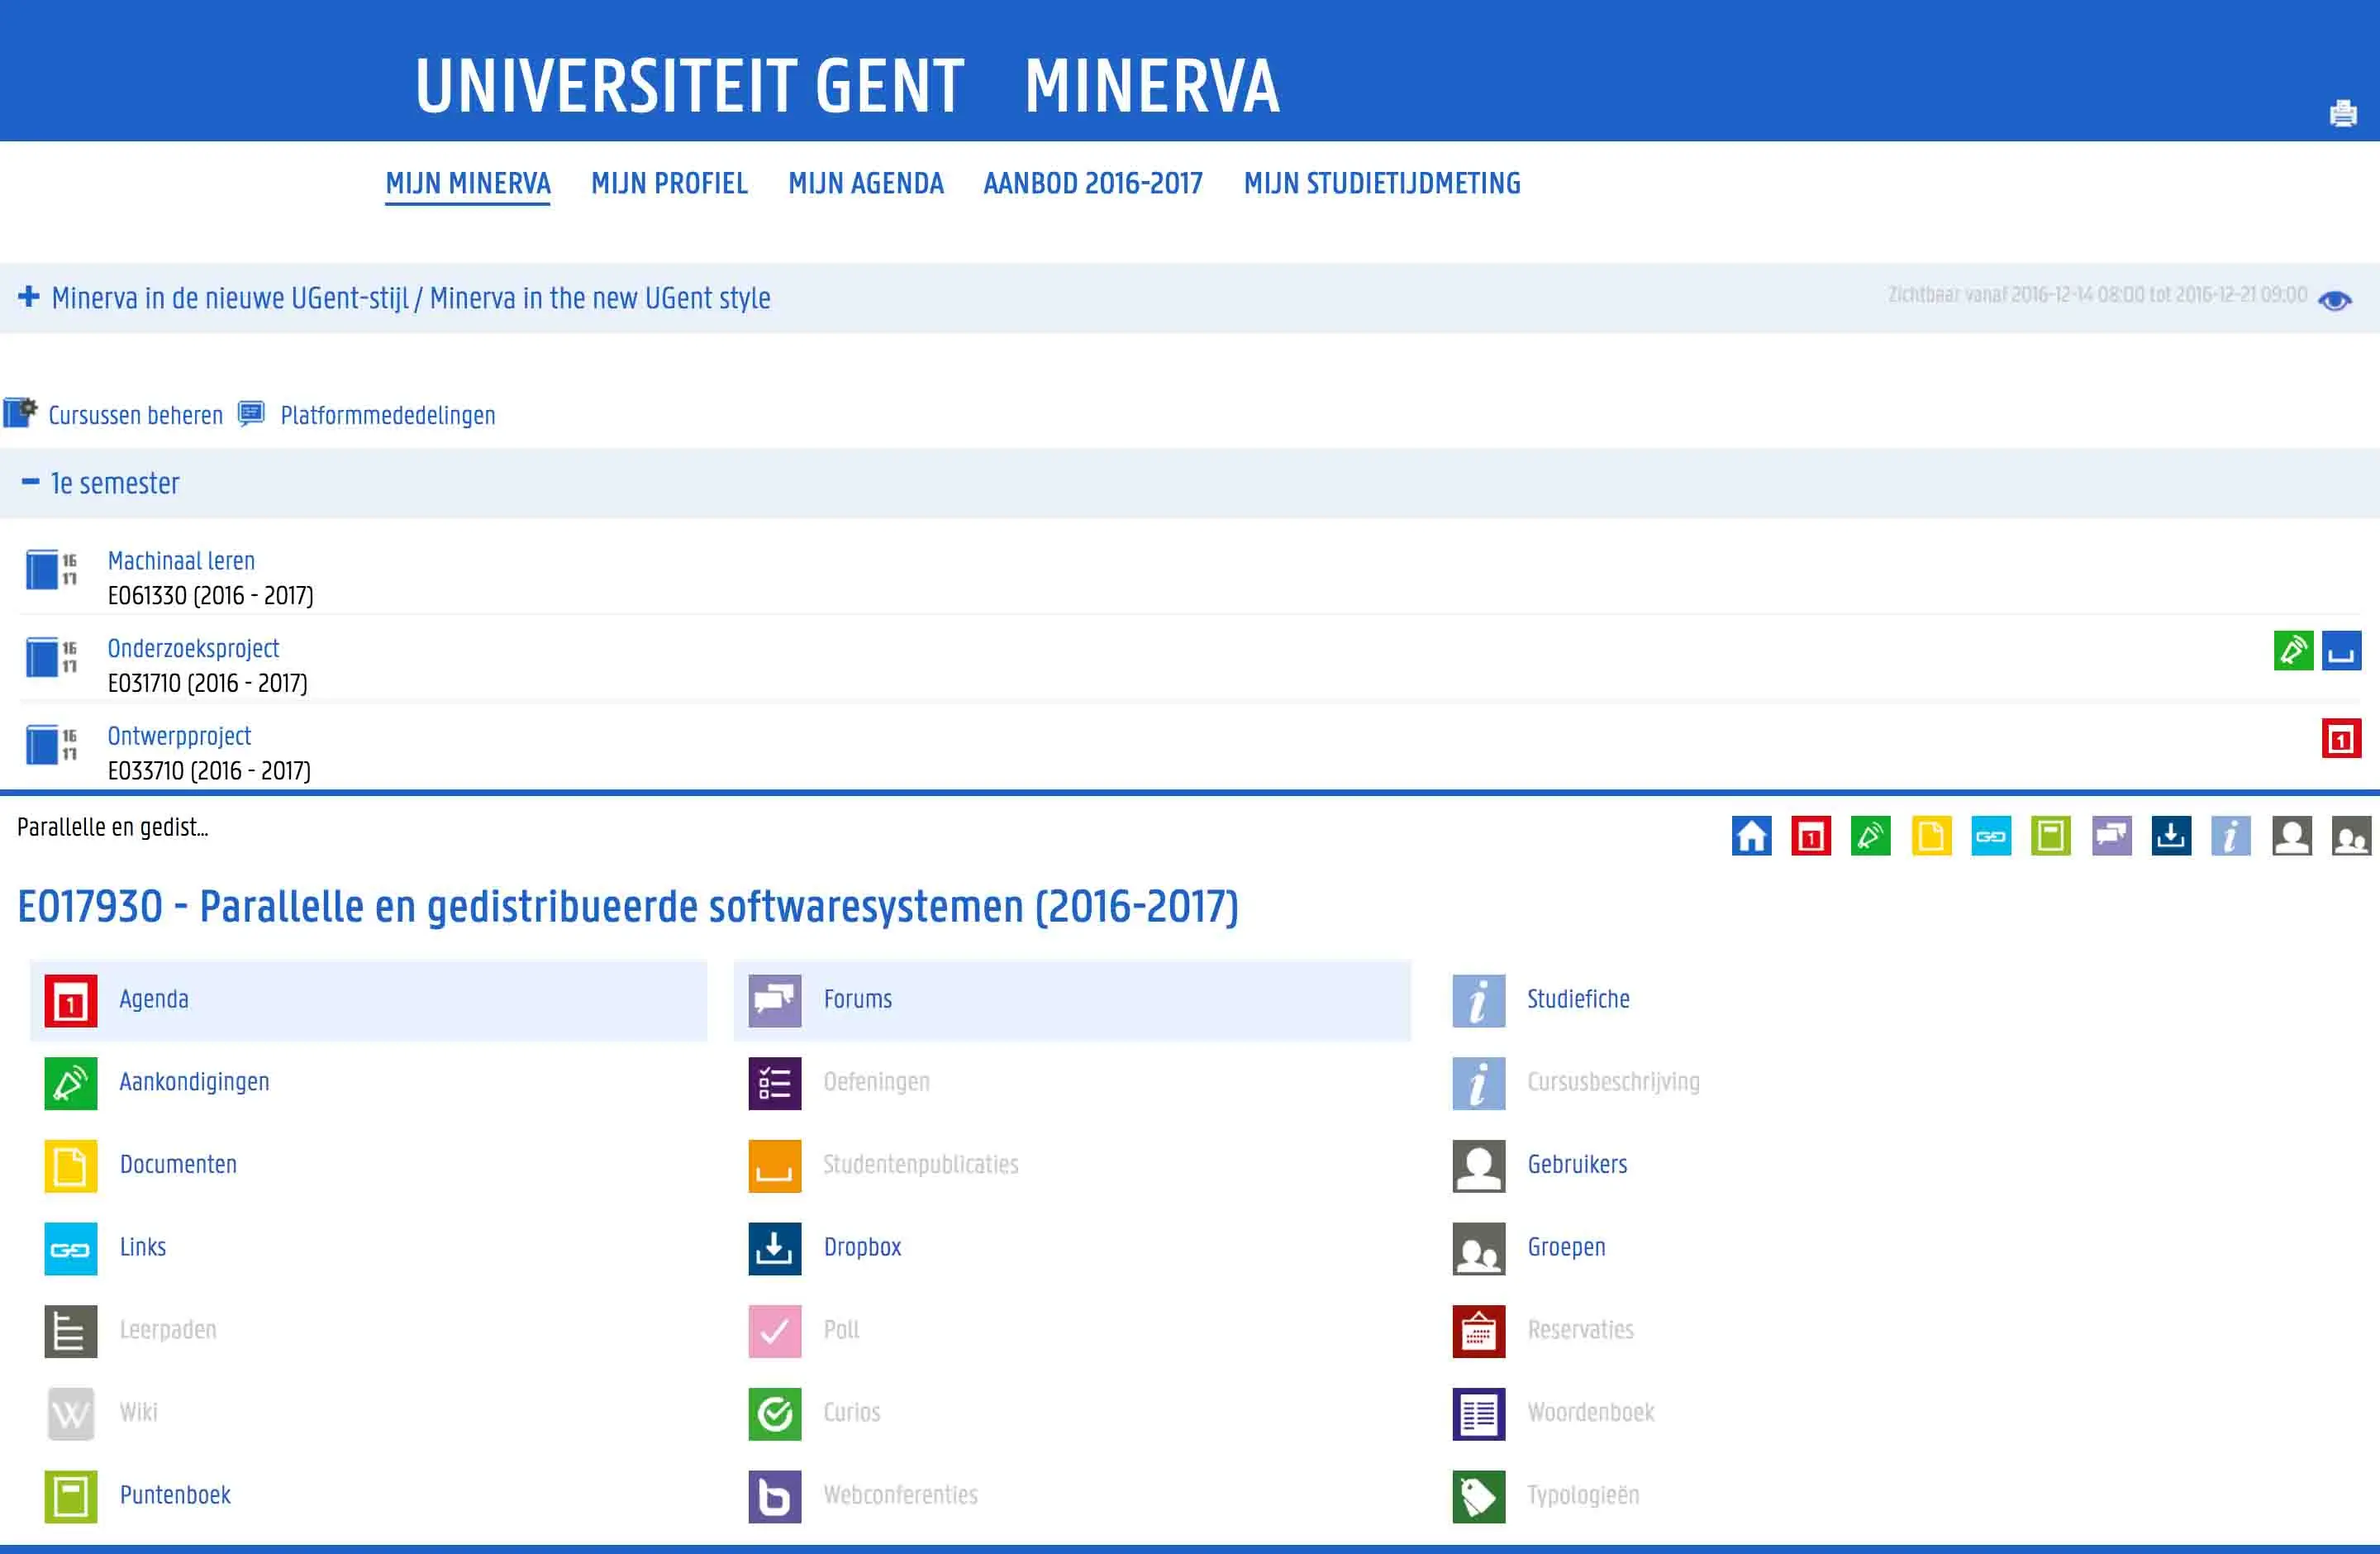 UNIVERSITEIT GENT MINERVA
MIJN MINERVA MIJN PROFIEL MIJN AGENDA AANBOD 2016-2017 MIJN STUDIETIJDMETING
Minerva in de nieuwe UGent-stijl / Minerva in the new UGent style Zichtbaar vanaf 2016-12-14 08:00 tot 2016-12-21 09:00
Cursussen beheren Platformmededelingen
1e semester
16 Machinaal leren
17 E061330 (2016 - 2017)
16 Onderzoeksproject
17 E031710 (2016 - 2017)
16 Ontwerpproject 1
17 E033710 (2016 - 2017)
Parallelle en gedist... 1 i
E017930 - Parallelle en gedistribueerde softwaresystemen (2016-2017)
1 Agenda Forums i Studiefiche
Aankondigingen Oefeningen i Cursusbeschrijving
Documenten Studentenpublicaties Gebruikers
Links Dropbox Groepen
Leerpaden Poll Reservaties
W Wiki Curios Woordenboek
Puntenboek b Webconferenties Typologieën